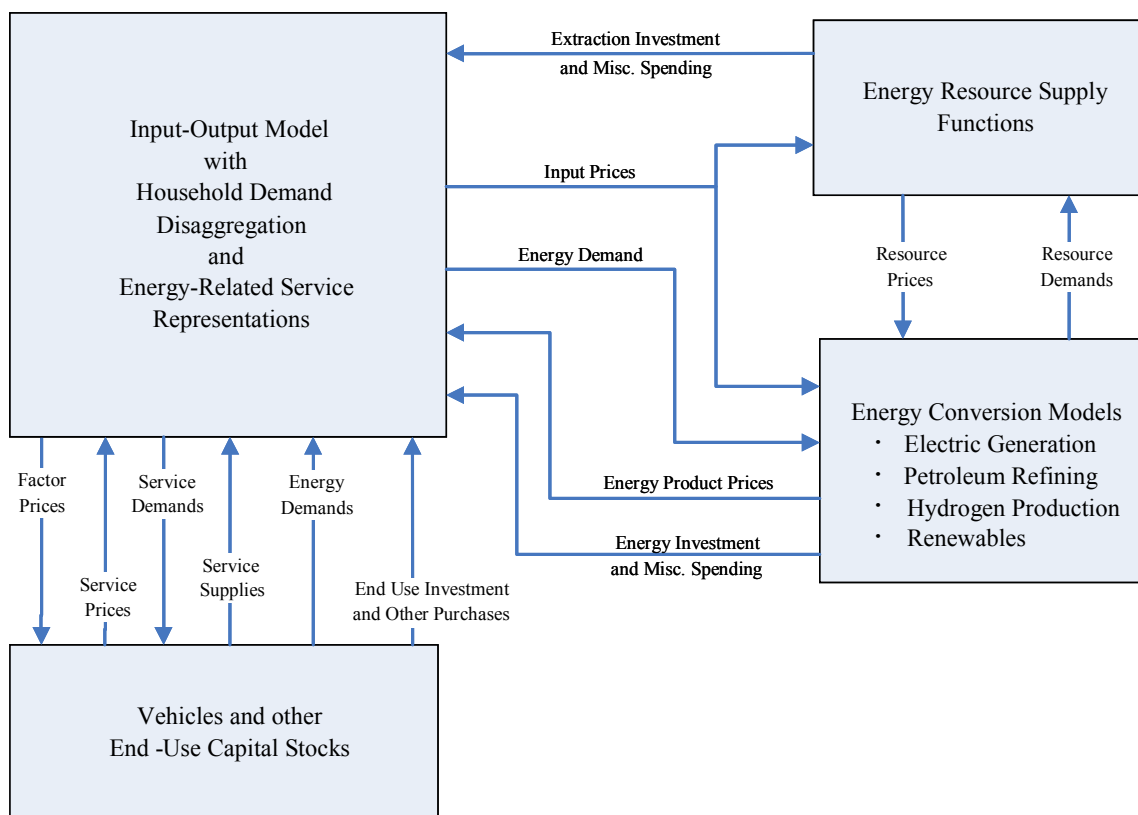 Extraction Investment
and Misc. Spending
Energy Resource Supply
Functions
Input-Output Model
with
Household Demand
Disaggregation
and
Energy-Related Service
Representations
Input Prices
Energy Demand
Resource
Prices
Resource
Demands
Energy Conversion Models
· Electric Generation
· Petroleum Refining
· Hydrogen Production
· Renewables
Energy Product Prices
Energy Investment
and Misc. Spending
Factor
Prices
Service
Prices
Service
Demands
Service
Supplies
Energy
Demands
End Use Investment
and Other Purchases
Vehicles and other
End -Use Capital Stocks